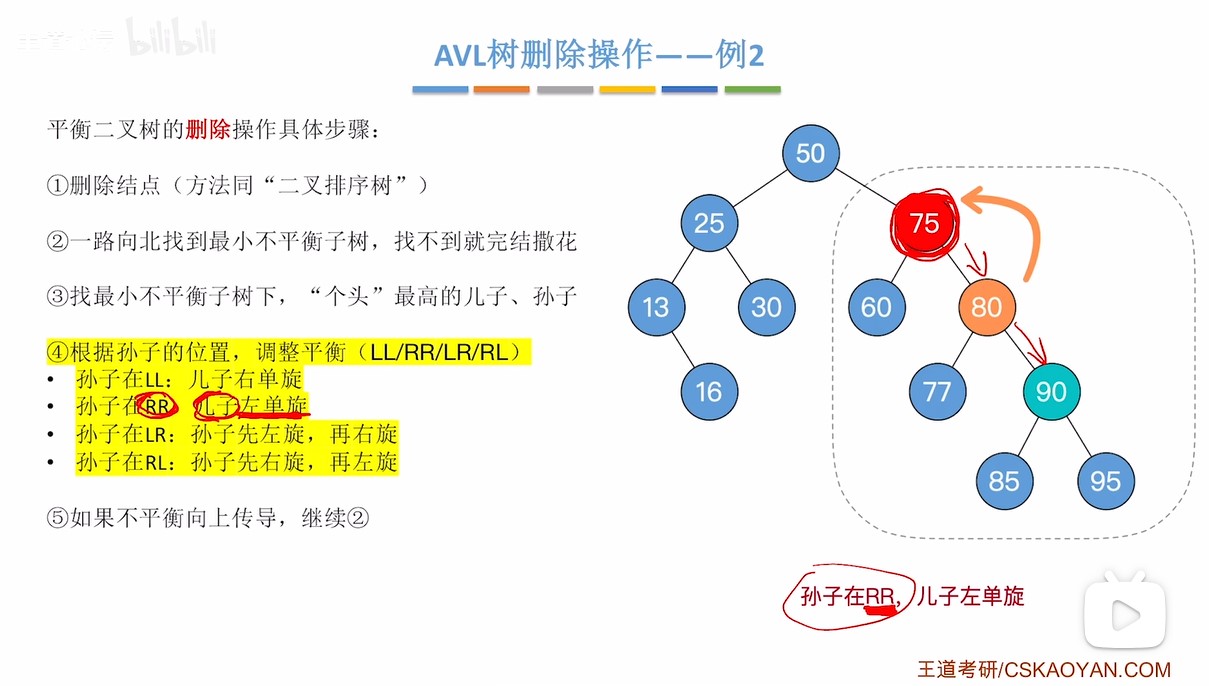 bilibili
AVL树删除操作——例2
平衡二叉树的删除操作具体步骤：
①删除结点（方法同“二叉排序树”）
②一路向北找到最小不平衡子树，找不到就完结撒花
③找最小不平衡子树下，“个头”最高的儿子、孙子
④根据孙子的位置，调整平衡（LL/RR/LR/RL）
• 孙子在LL：儿子右单旋
• 孙子在RR 儿子左单旋
• 孙子在LR：孙子先左旋，再右旋
• 孙子在RL：孙子先右旋，再左旋
⑤如果不平衡向上传导，继续②
50
25
75
13
30
60
80
16
77
90
85
95
孙子在RR，儿子左单旋
王道考研/CSKAOYAN.COM